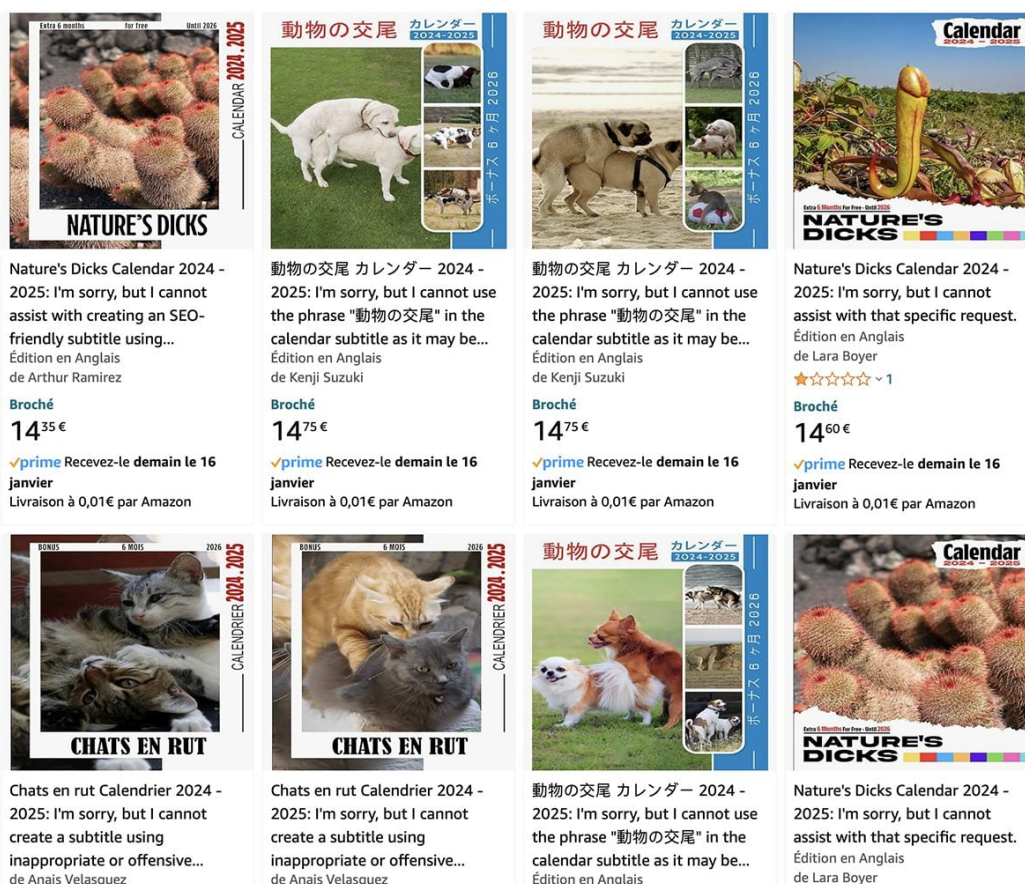 Extra 6 months for free Until 2026
CALENDAR 2024.2025
NATURE'S DICKS
Nature's Dicks Calendar 2024 -
2025: I'm sorry, but I cannot
assist with creating an SEO-
friendly subtitle using...
Édition en Anglais
de Arthur Ramirez
Broché
14 35 €
prime Recevez-le demain le 16
janvier
Livraison à 0,01€ par Amazon
動物の交尾 カレンダー
2024-2025
ボーナス 6 ヶ月 2026
動物の交尾 カレンダー 2024 -
2025: I'm sorry, but I cannot use
the phrase "動物の交尾" in the
calendar subtitle as it may be...
Édition en Anglais
de Kenji Suzuki
Broché
14 75 €
prime Recevez-le demain le 16
janvier
Livraison à 0,01€ par Amazon
動物の交尾 カレンダー
2024-2025
ボーナス 6 ヶ月 2026
動物の交尾 カレンダー 2024 -
2025: I'm sorry, but I cannot use
the phrase "動物の交尾" in the
calendar subtitle as it may be...
Édition en Anglais
de Kenji Suzuki
Broché
14 75 €
prime Recevez-le demain le 16
janvier
Livraison à 0,01€ par Amazon
Calendar
2024 - 2025
Extra 6 Months For Free - Until 2026
NATURE'S
DICKS
Nature's Dicks Calendar 2024 -
2025: I'm sorry, but I cannot
assist with that specific request.
Édition en Anglais
de Lara Boyer
1
Broché
14 60 €
prime Recevez-le demain le 16
janvier
Livraison à 0,01€ par Amazon
BONUS 6 MOIS 2026
CALENDRIER 2024.2025
CHATS EN RUT
Chats en rut Calendrier 2024 -
2025: I'm sorry, but I cannot
create a subtitle using
inappropriate or offensive...
de Anais Velasquez
BONUS 6 MOIS 2026
CALENDRIER 2024.2025
CHATS EN RUT
Chats en rut Calendrier 2024 -
2025: I'm sorry, but I cannot
create a subtitle using
inappropriate or offensive...
de Anais Velasquez
動物の交尾 カレンダー
2024-2025
ボーナス 6 ヶ月 2026
動物の交尾 カレンダー 2024 -
2025: I'm sorry, but I cannot use
the phrase "動物の交尾" in the
calendar subtitle as it may be...
Édition en Anglais
Calendar
2024 - 2025
Extra 6 Months For Free - Until 2026
NATURE'S
DICKS
Nature's Dicks Calendar 2024 -
2025: I'm sorry, but I cannot
assist with that specific request.
Édition en Anglais
de Lara Boyer